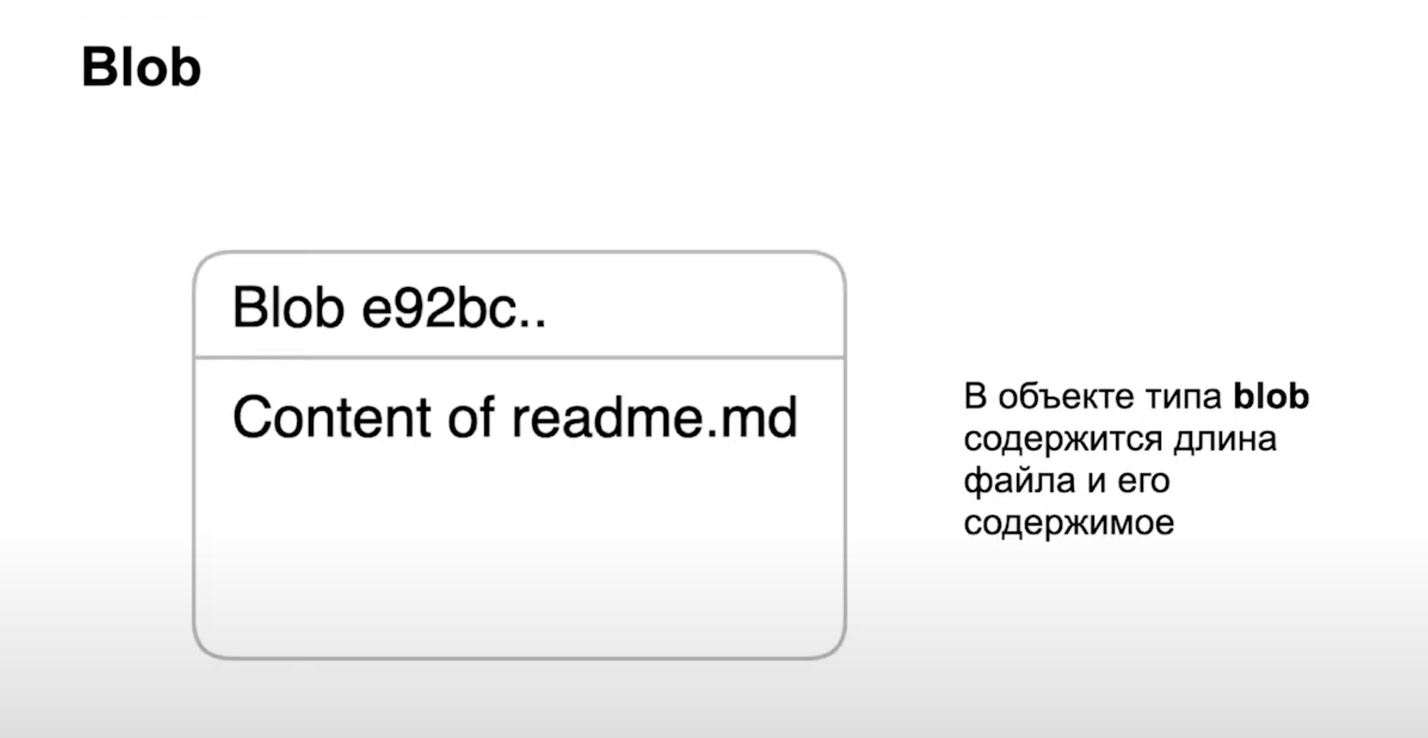 Blob
Blob e92bc..
Content of readme.md
В объекте типа blob
содержится длина
файла и его
содержимое